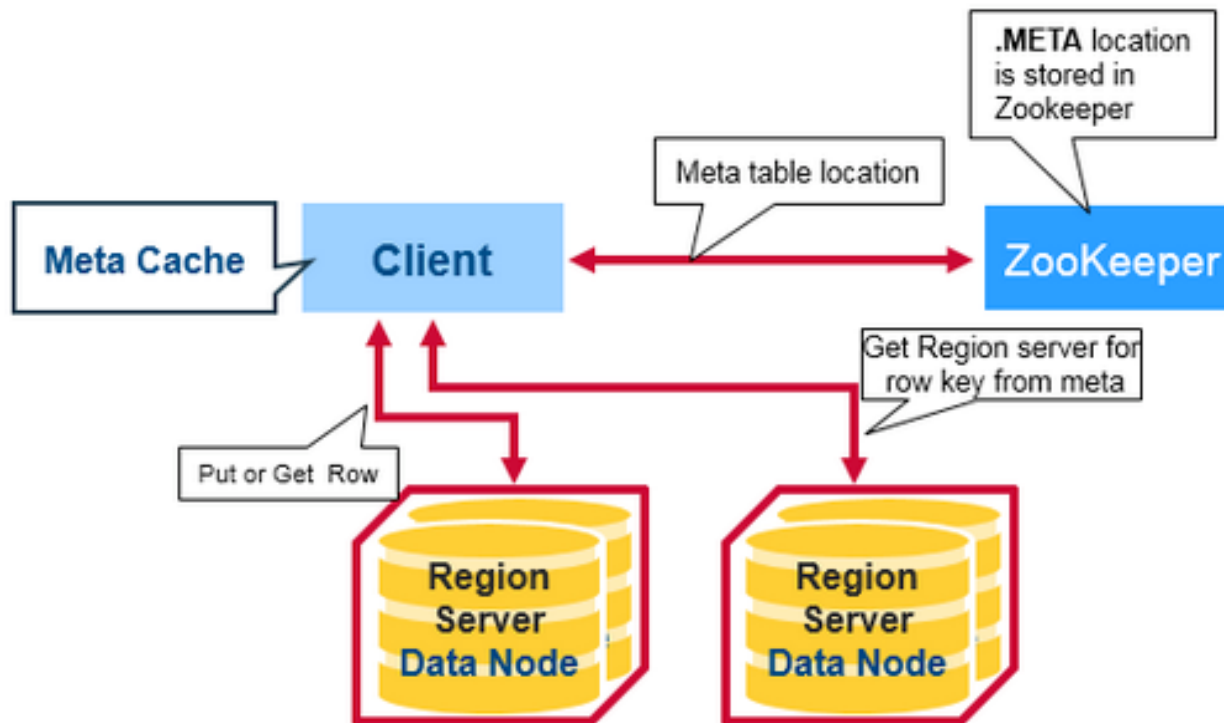 .META location
is stored in
Zookeeper
Meta table location
Meta Cache
Client
ZooKeeper
Get Region server for
row key from meta
Put or Get Row
Region
Server
Data Node
Region
Server
Data Node